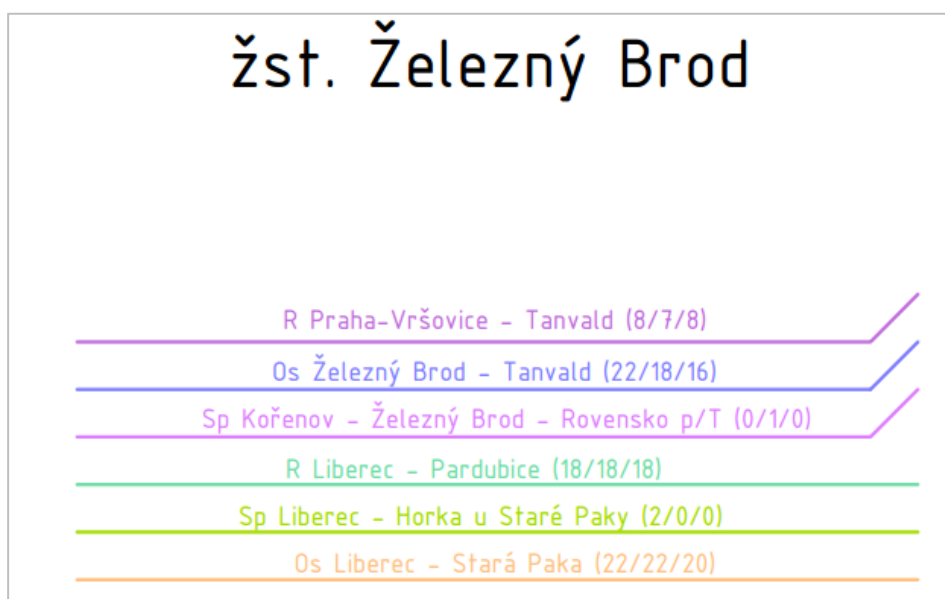 žst. Železný Brod
R Praha-Vršovice - Tanvald (8/7/8)
Os Železný Brod - Tanvald (22/18/16)
Sp Kořenov - Železný Brod - Rovensko p/T (0/1/0)
R Liberec - Pardubice (18/18/18)
Sp Liberec - Horka u Staré Paky (2/0/0)
Os Liberec - Stará Paka (22/22/20)